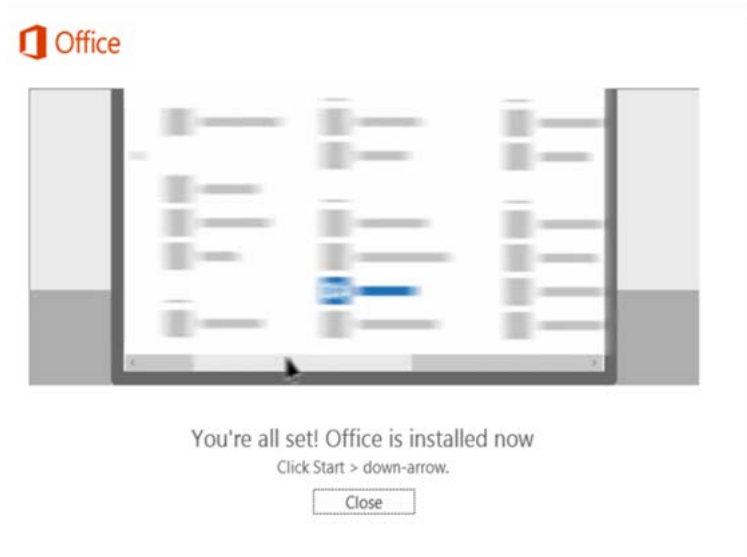 Office
You're all set! Office is installed now
Click Start > down-arrow.
Close